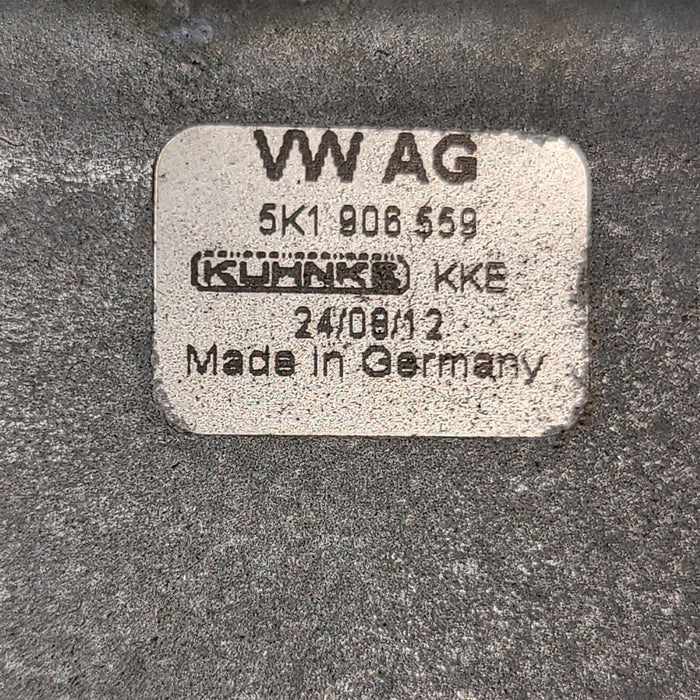 VW AG
5K1 906 559
KUHNKE KKE
24/08/12
Made in Germany